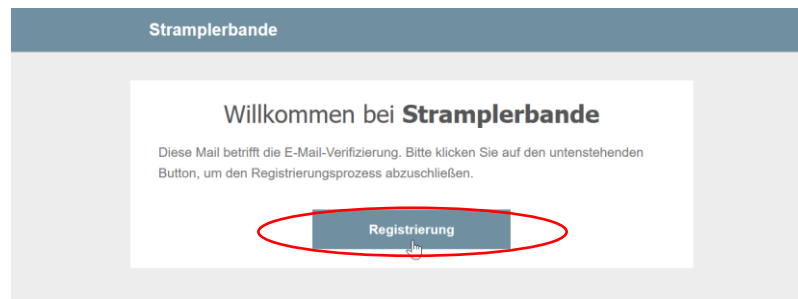 Stramplerbande
Willkommen bei Stramplerbande
Diese Mail betrifft die E-Mail-Verifizierung. Bitte klicken Sie auf den untenstehenden
Button, um den Registrierungsprozess abzuschließen.
Registrierung